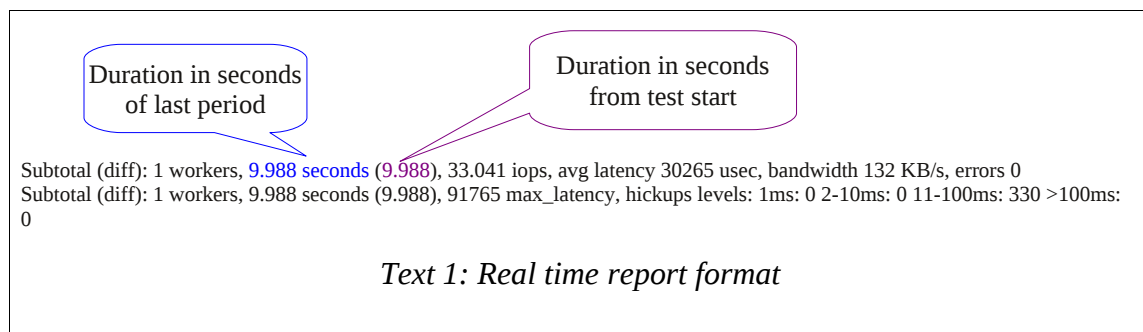 Duration in seconds
of last period
Duration in seconds
from test start
Subtotal (diff): 1 workers, 9.988 seconds (9.988), 33.041 iops, avg latency 30265 usec, bandwidth 132 KB/s, errors 0
Subtotal (diff): 1 workers, 9.988 seconds (9.988), 91765 max_latency, hickups levels: 1ms: 0 2-10ms: 0 11-100ms: 330 >100ms:
0
Text 1: Real time report format